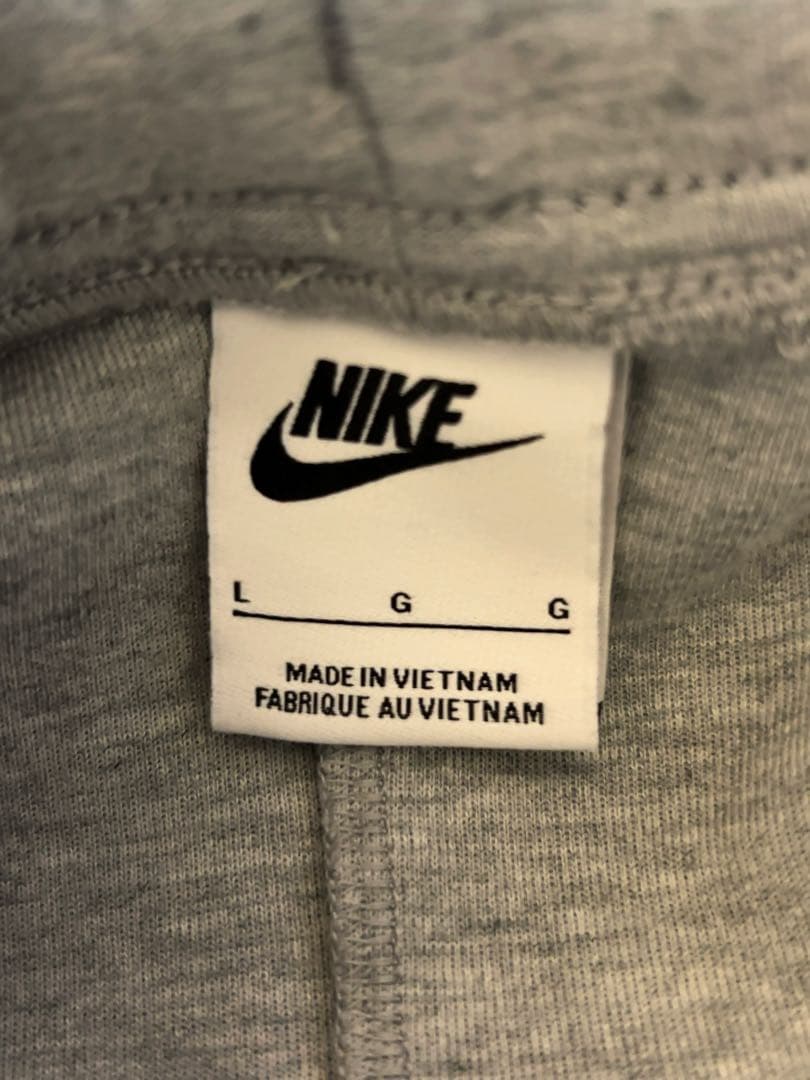 NIKE
L G G
MADE IN VIETNAM
FABRIQUE AU VIETNAM